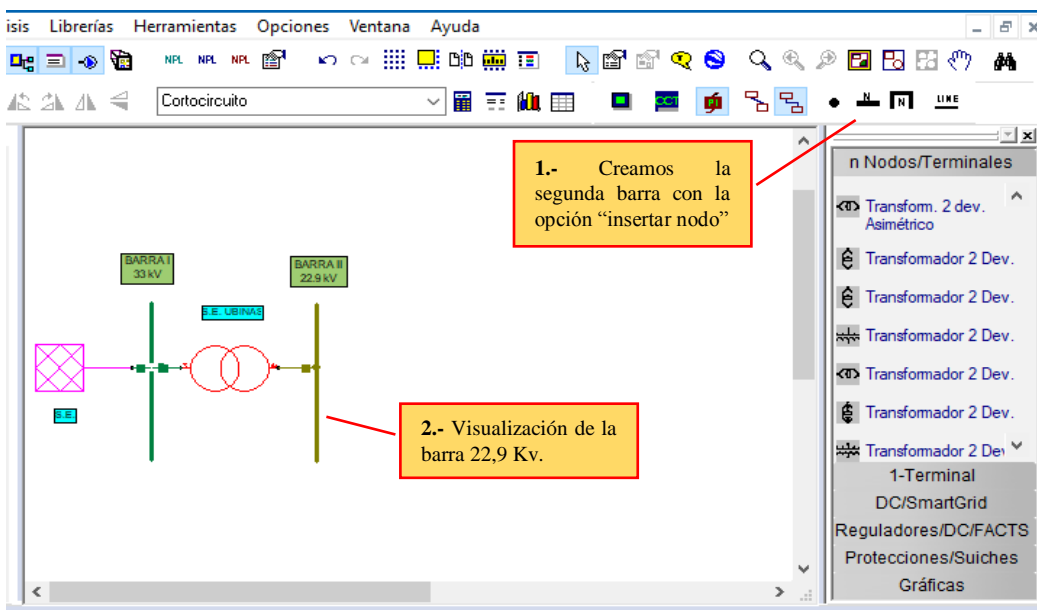 isis Librerías Herramientas Opciones Ventana Ayuda
NPL NPL NPL
Cortocircuito
CCT
N N LINE
n Nodos/Terminales
1.- Creamos la
segunda barra con la
opción “insertar nodo”
Transform. 2 dev.
Asimétrico
Transformador 2 Dev.
Transformador 2 Dev.
Transformador 2 Dev.
Transformador 2 Dev.
Transformador 2 Dev.
Transformador 2 Dev
BARRA I
33 kV
BARRA II
22.9 kV
S.E. UBINAS
S.E.
2.- Visualización de la
barra 22,9 Kv.
1-Terminal
DC/SmartGrid
Reguladores/DC/FACTS
Protecciones/Suiches
Gráficas